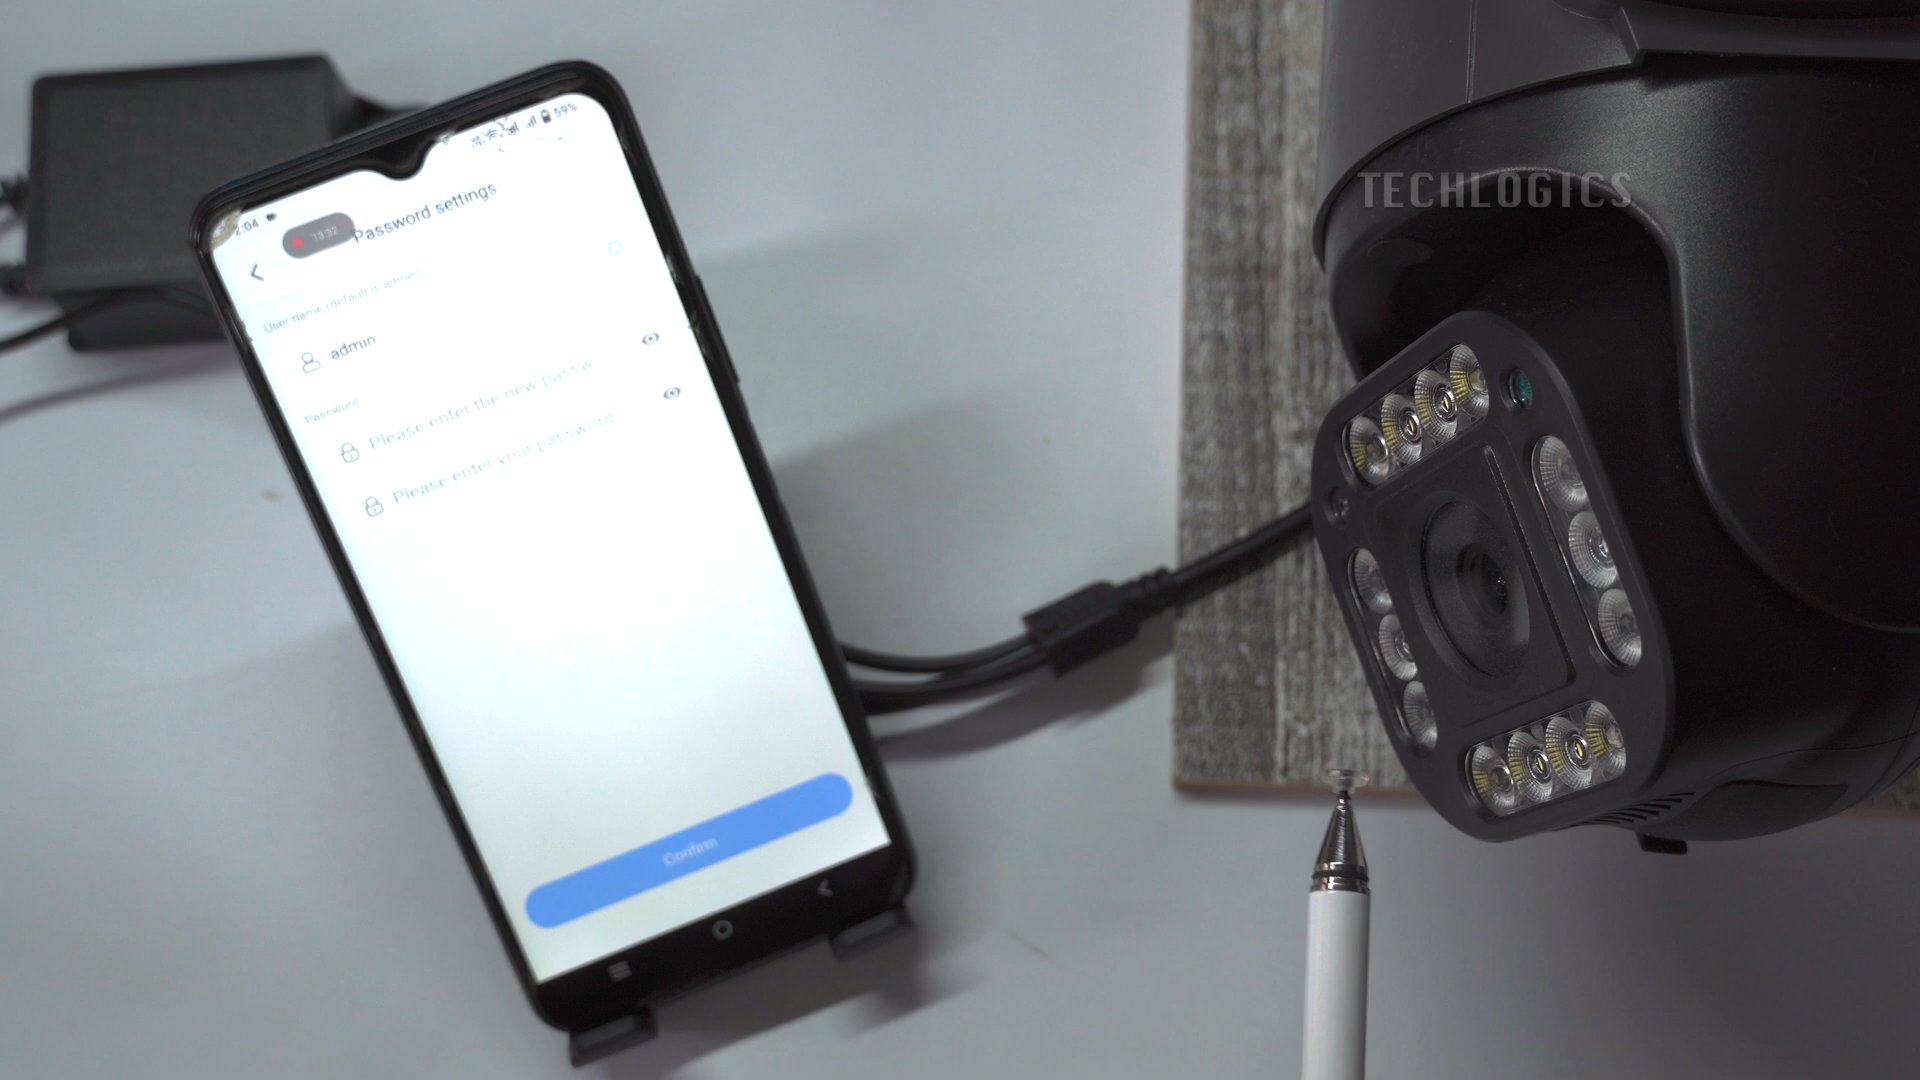 TECHLOGICS
2:04
59%
13:32
Password settings
User name (default is admin)
admin
Password
Please enter the new passw
Please enter your password
Confirm